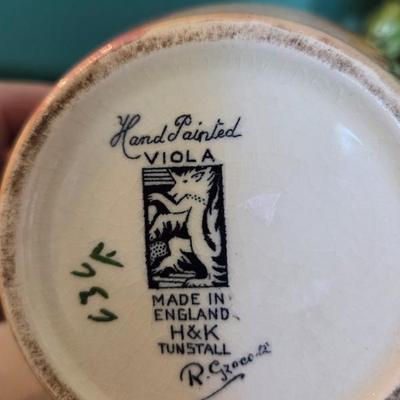 Hand Painted
VIOLA
MADE IN
ENGLAND
H&K
TUNSTALL